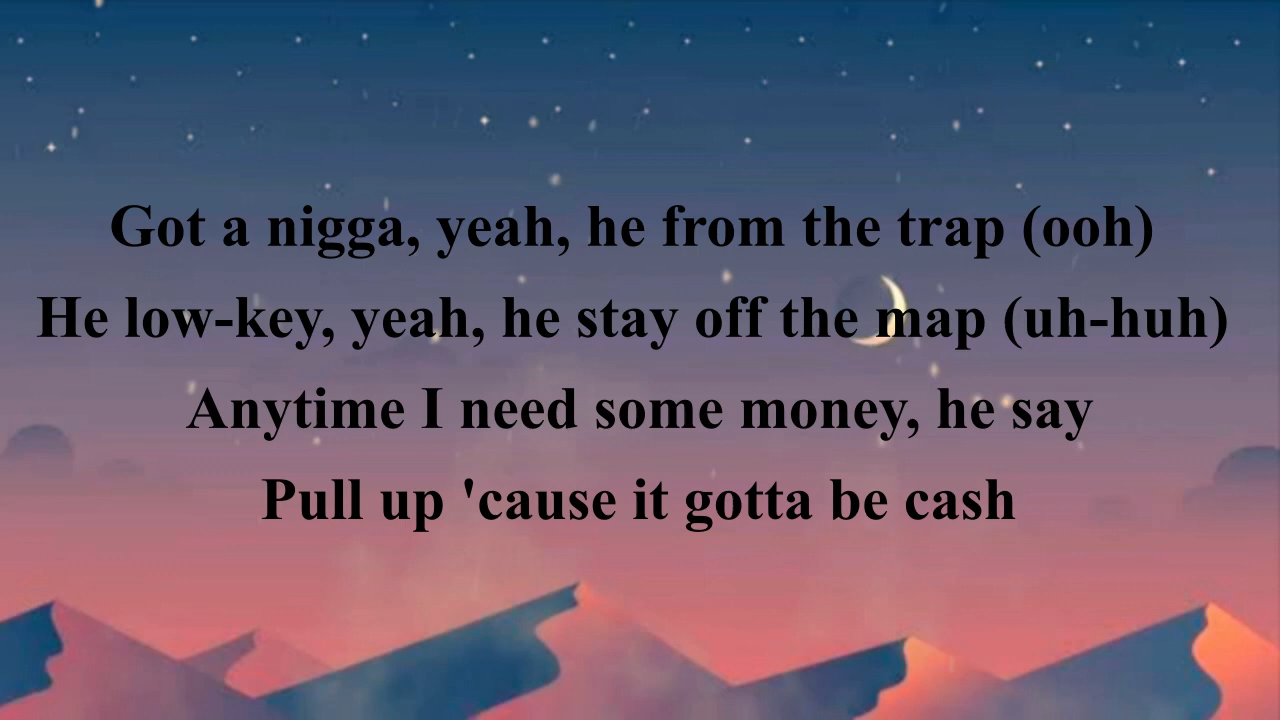 Got a nigga, yeah, he from the trap (ooh)
He low-key, yeah, he stay off the map (uh-huh)
Anytime I need some money, he say
Pull up 'cause it gotta be cash